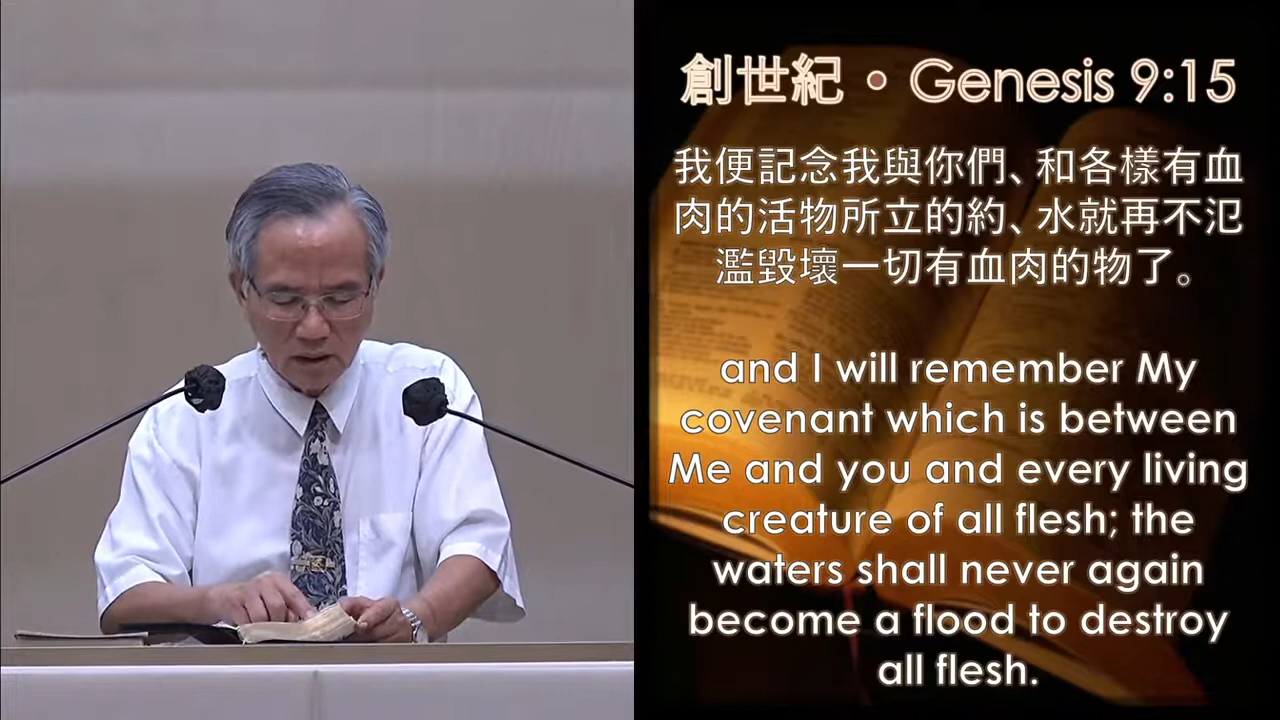 創世紀•Genesis 9:15
我便記念我與你們、和各樣有血
肉的活物所立的約、水就再不氾
濫毀壞一切有血肉的物了。
and I will remember My
covenant which is between
Me and you and every living
creature of all flesh; the
waters shall never again
become a flood to destroy
all flesh.